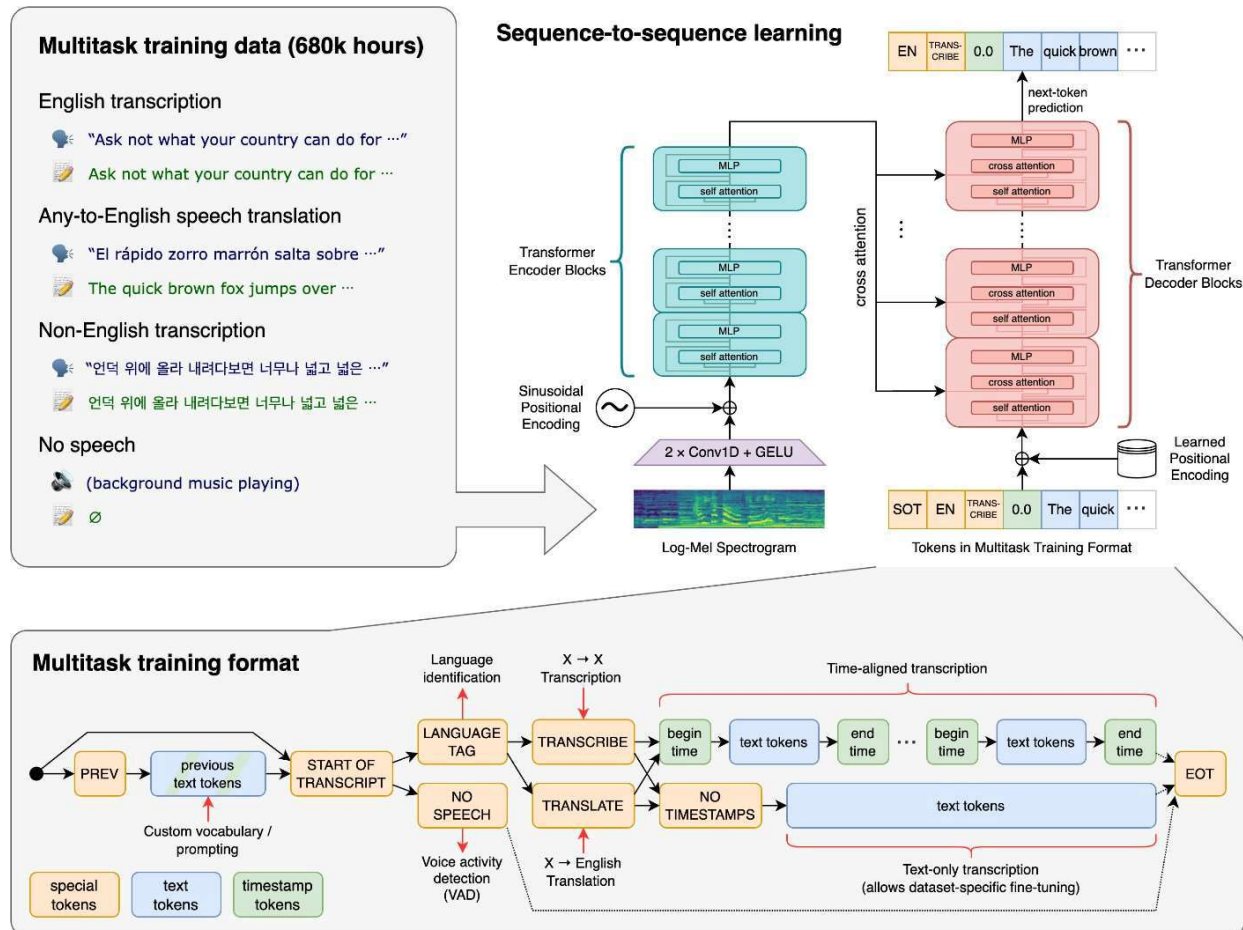 Multitask training data (680k hours)
English transcription
“Ask not what your country can do for ⋯”
Ask not what your country can do for ⋯
Any-to-English speech translation
“El rápido zorro marrón salta sobre ⋯”
The quick brown fox jumps over ⋯
Non-English transcription
“언덕 위에 올라 내려다보면 너무나 넓고 넓은 ⋯”
언덕 위에 올라 내려다보면 너무나 넓고 넓은 ⋯
No speech
(background music playing)
∅
Sequence-to-sequence learning
EN TRANS-CRIBE 0.0 The quick brown ⋯
next-token
prediction
MLP
self attention
MLP
self attention
MLP
self attention
Transformer
Encoder Blocks
cross attention
MLP
cross attention
self attention
MLP
cross attention
self attention
MLP
cross attention
self attention
Transformer
Decoder Blocks
Sinusoidal
Positional
Encoding
2 × Conv1D + GELU
Log-Mel Spectrogram
Learned
Positional
Encoding
SOT EN TRANS-CRIBE 0.0 The quick ⋯
Tokens in Multitask Training Format
Multitask training format
Language
identification
X → X
Transcription
Time-aligned transcription
PREV
previous
text tokens
START OF
TRANSCRIPT
LANGUAGE
TAG
NO
SPEECH
TRANSCRIBE
TRANSLATE
begin
time
text tokens
end
time
⋯
begin
time
text tokens
end
time
NO
TIMESTAMPS
text tokens
EOT
Custom vocabulary /
prompting
Voice activity
detection
(VAD)
X → English
Translation
Text-only transcription
(allows dataset-specific fine-tuning)
special
tokens
text
tokens
timestamp
tokens